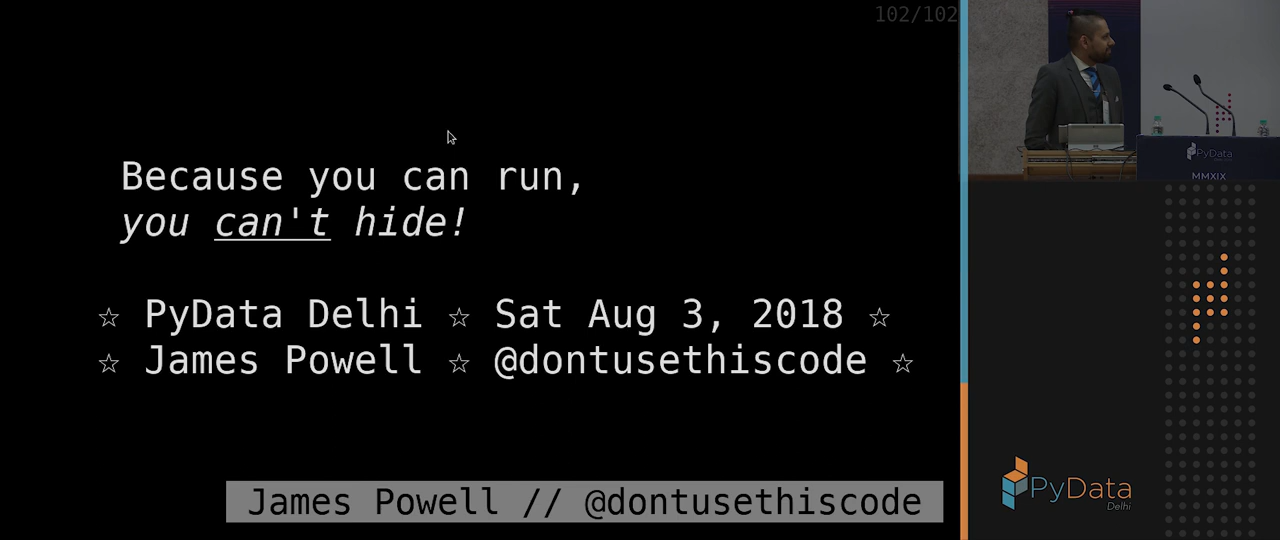 102/102
Because you can run,
you can't hide!
☆ PyData Delhi ☆ Sat Aug 3, 2018 ☆
☆ James Powell ☆ @dontusethiscode ☆
James Powell // @dontusethiscode
PyData
MMXIX
PyData
Delhi